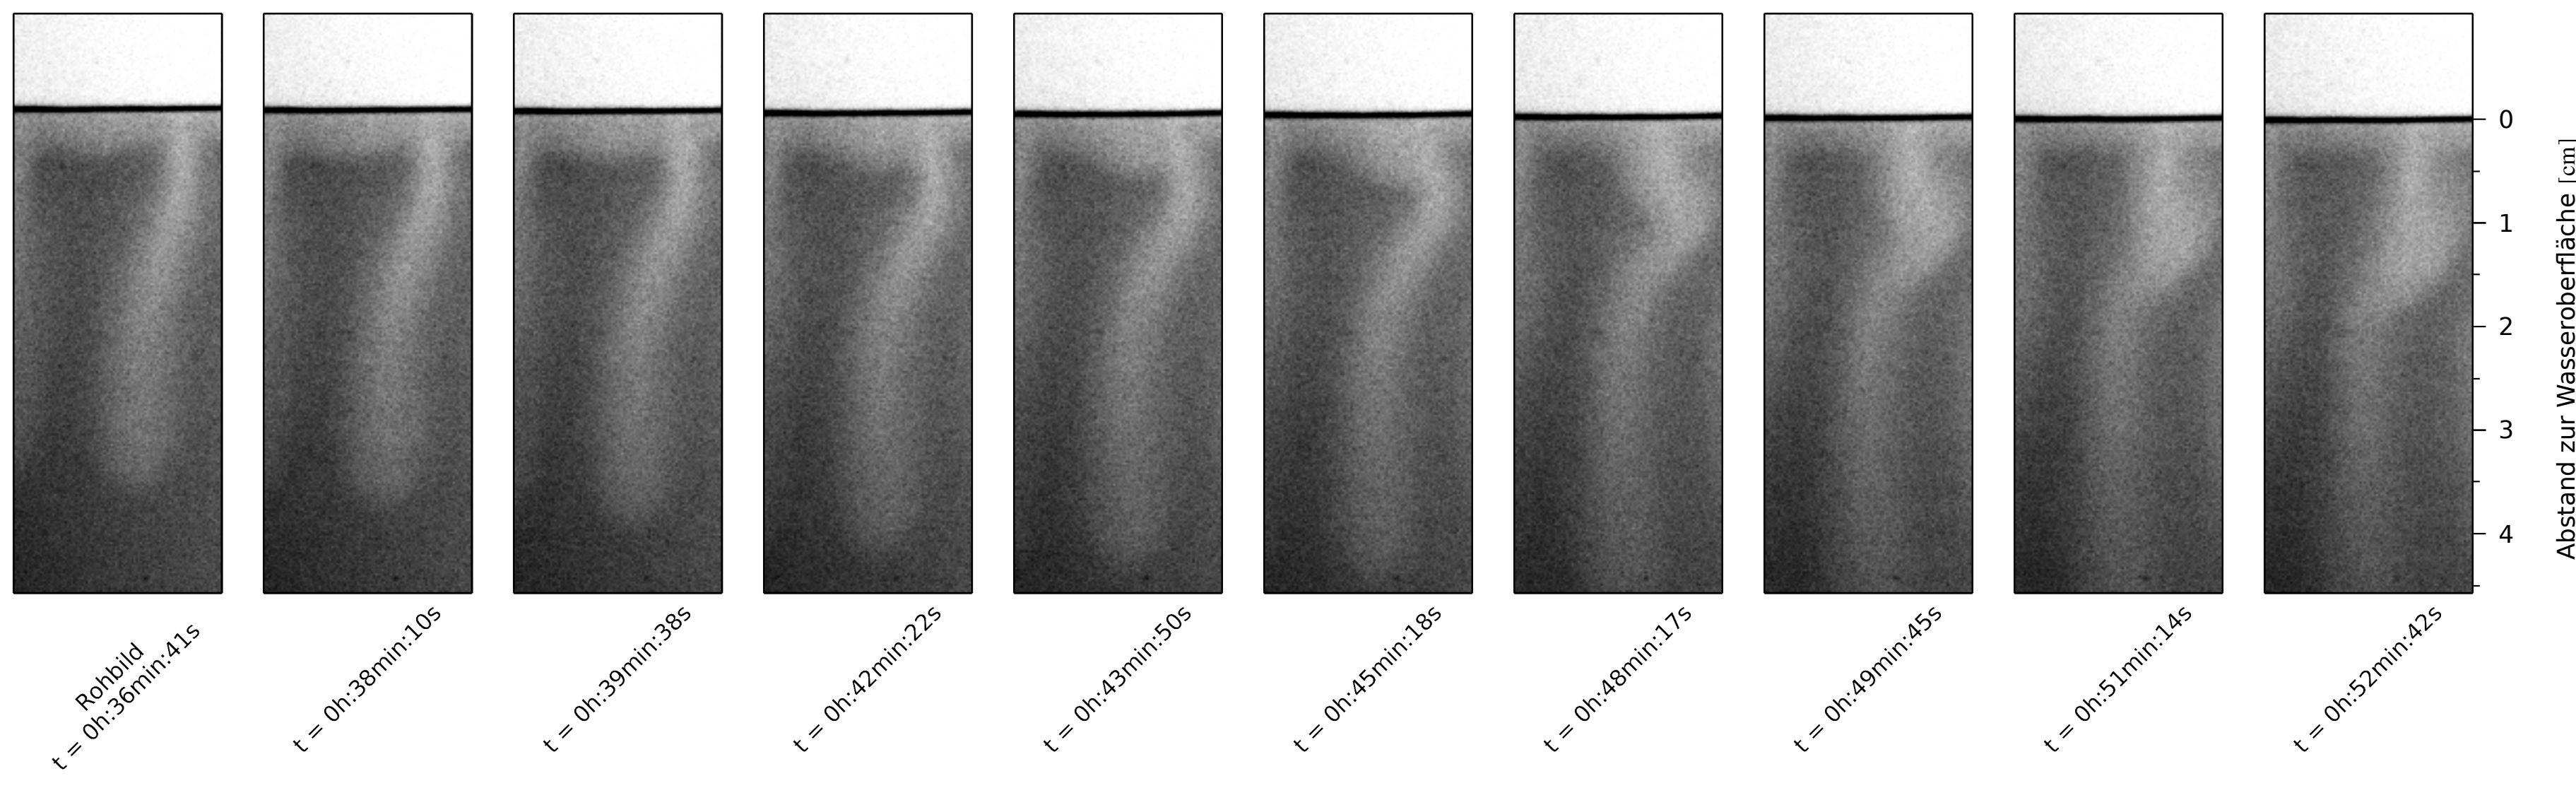 Rohbild
t = 0h:36min:41s
t = 0h:38min:10s
t = 0h:39min:38s
t = 0h:42min:22s
t = 0h:43min:50s
t = 0h:45min:18s
t = 0h:48min:17s
t = 0h:49min:45s
t = 0h:51min:14s
t = 0h:52min:42s
0
1
2
3
4
Abstand zur Wasseroberfläche [cm]